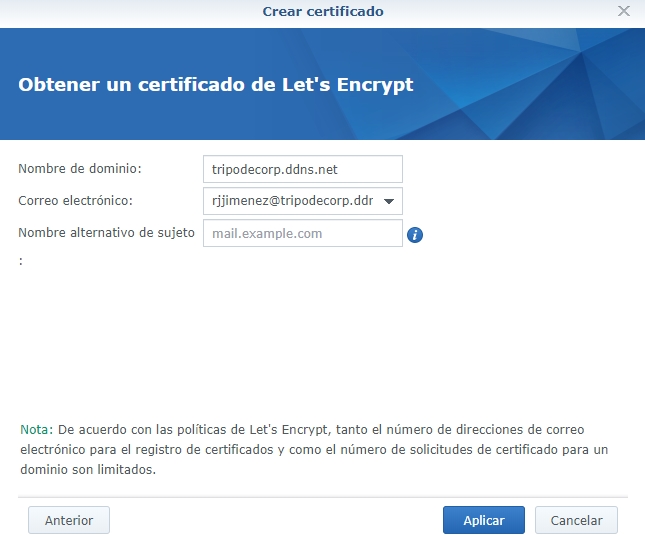 Crear certificado
Obtener un certificado de Let's Encrypt
Nombre de dominio: tripodecorp.ddns.net
Correo electrónico: rjjimenez@tripodecorp.ddr
Nombre alternativo de sujeto mail.example.com i
:
Nota: De acuerdo con las políticas de Let's Encrypt, tanto el número de direcciones de correo
electrónico para el registro de certificados y como el número de solicitudes de certificado para un
dominio son limitados.
Anterior Aplicar Cancelar